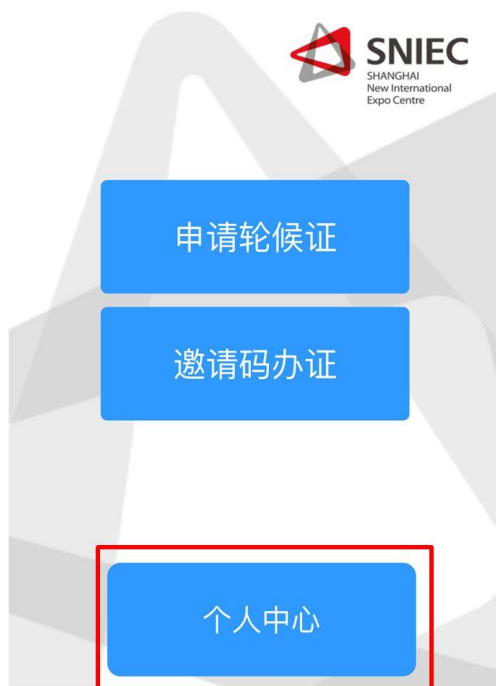 SNIEC
SHANGHAI
New International
Expo Centre
申请轮候证
邀请码办证
个人中心